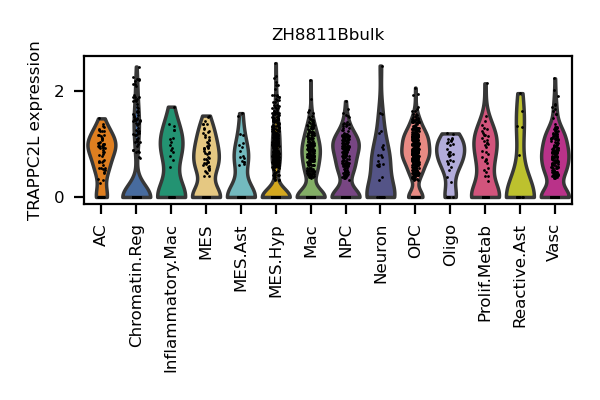 ZH8811Bbulk
TRAPPC2L expression
2
0
AC
Chromatin.Reg
Inflammatory.Mac
MES
MES.Ast
MES.Hyp
Mac
NPC
Neuron
OPC
Oligo
Prolif.Metab
Reactive.Ast
Vasc